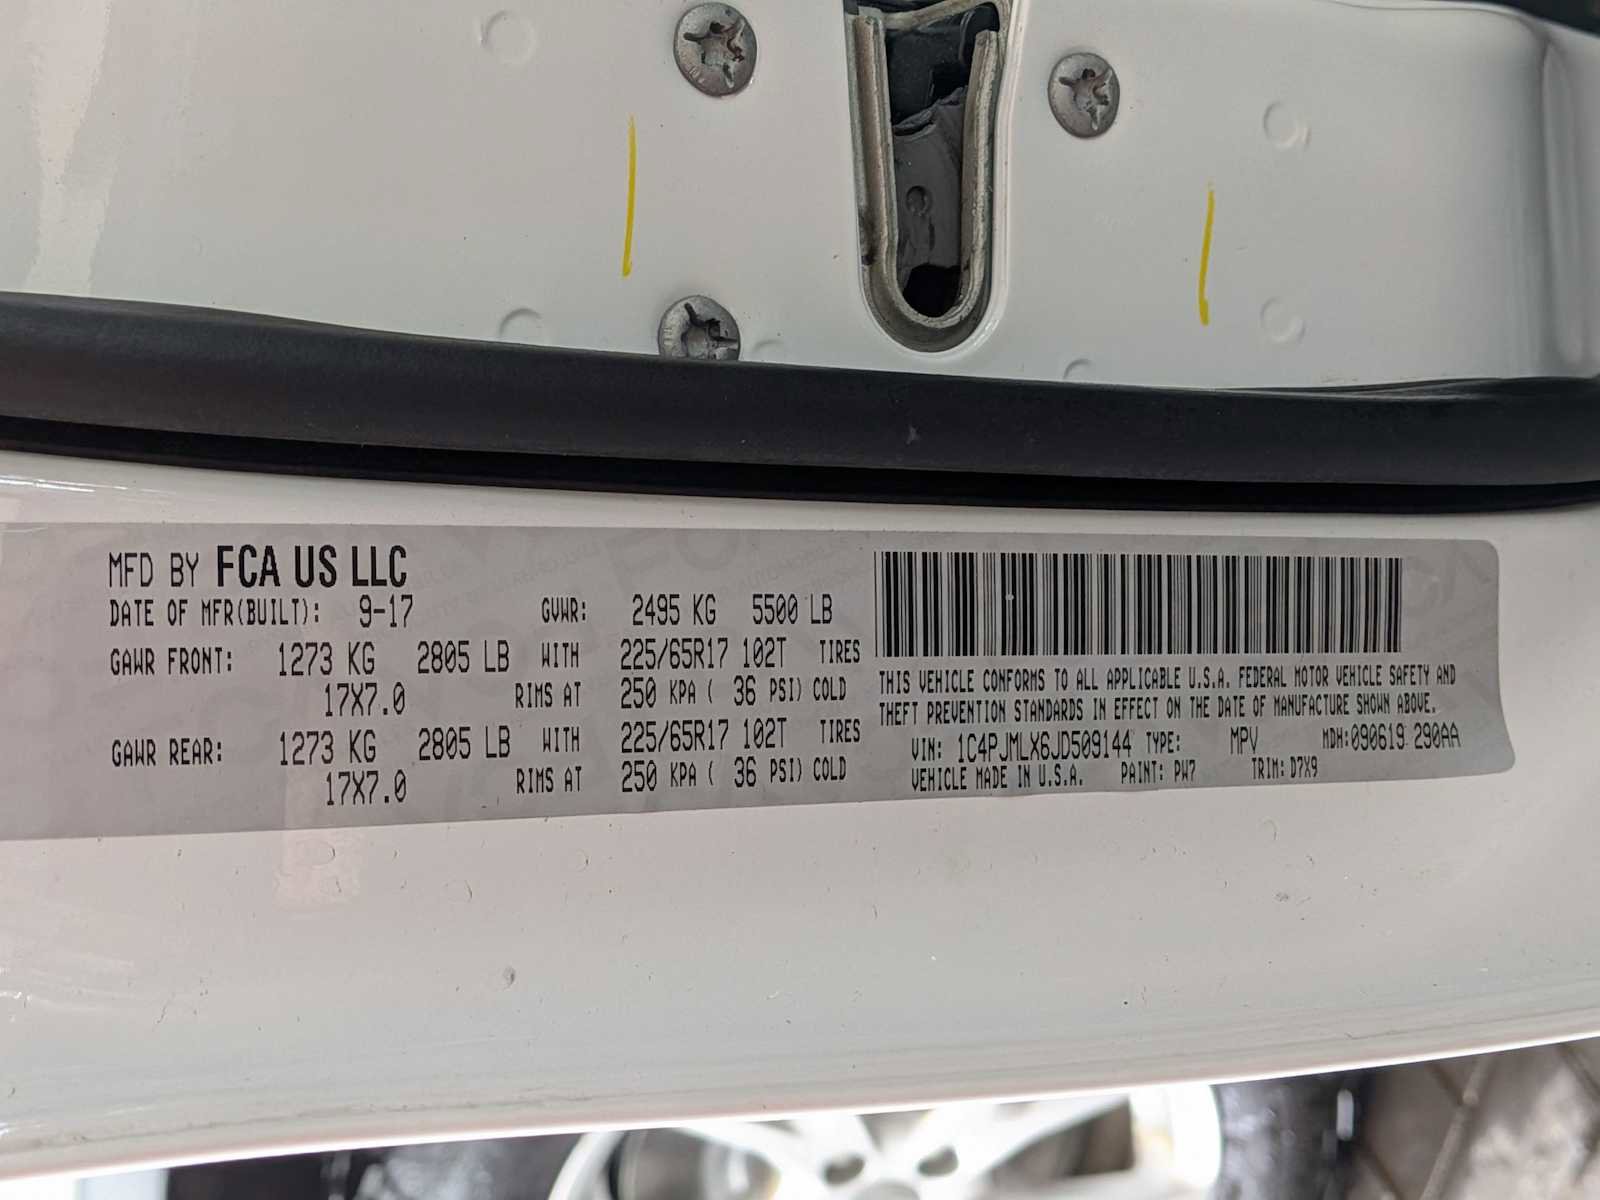 MFD BY FCA US LLC
DATE OF MFR(BUILT): 9-17 GVWR: 2495 KG 5500 LB
GAWR FRONT: 1273 KG 2805 LB WITH 225/65R17 102T TIRES
17X7.0 RIMS AT 250 KPA ( 36 PSI) COLD
GAWR REAR: 1273 KG 2805 LB WITH 225/65R17 102T TIRES
17X7.0 RIMS AT 250 KPA ( 36 PSI) COLD
THIS VEHICLE CONFORMS TO ALL APPLICABLE U.S.A. FEDERAL MOTOR VEHICLE SAFETY AND
THEFT PREVENTION STANDARDS IN EFFECT ON THE DATE OF MANUFACTURE SHOWN ABOVE.
VIN: 1C4PJMLX6JD509144 TYPE: MPV MDH:090619 290AA
VEHICLE MADE IN U.S.A. PAINT: PW7 TRIM: D7X9